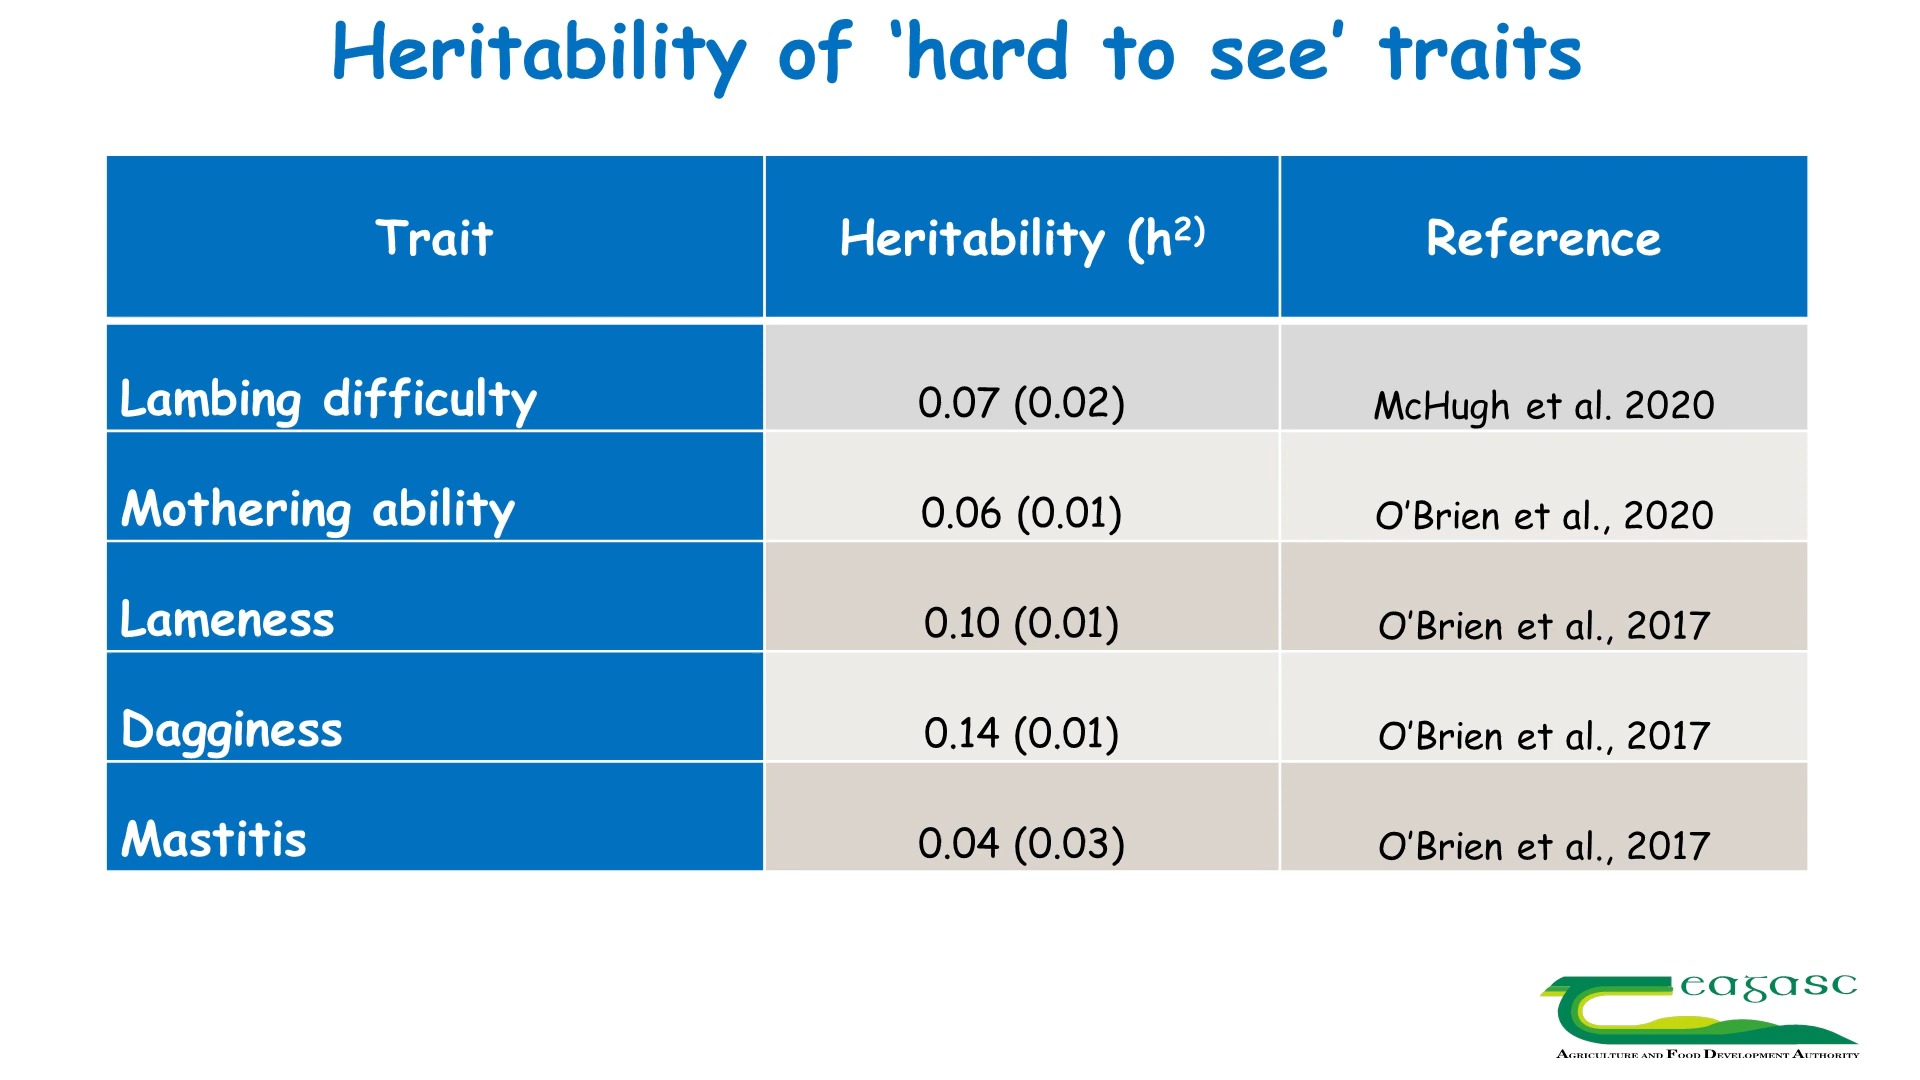 Heritability of ‘hard to see’ traits
Trait Heritability (h²⁾ Reference
Lambing difficulty 0.07 (0.02) McHugh et al. 2020
Mothering ability 0.06 (0.01) O’Brien et al., 2020
Lameness 0.10 (0.01) O’Brien et al., 2017
Dagginess 0.14 (0.01) O’Brien et al., 2017
Mastitis 0.04 (0.03) O’Brien et al., 2017
Teagasc
AGRICULTURE AND FOOD DEVELOPMENT AUTHORITY